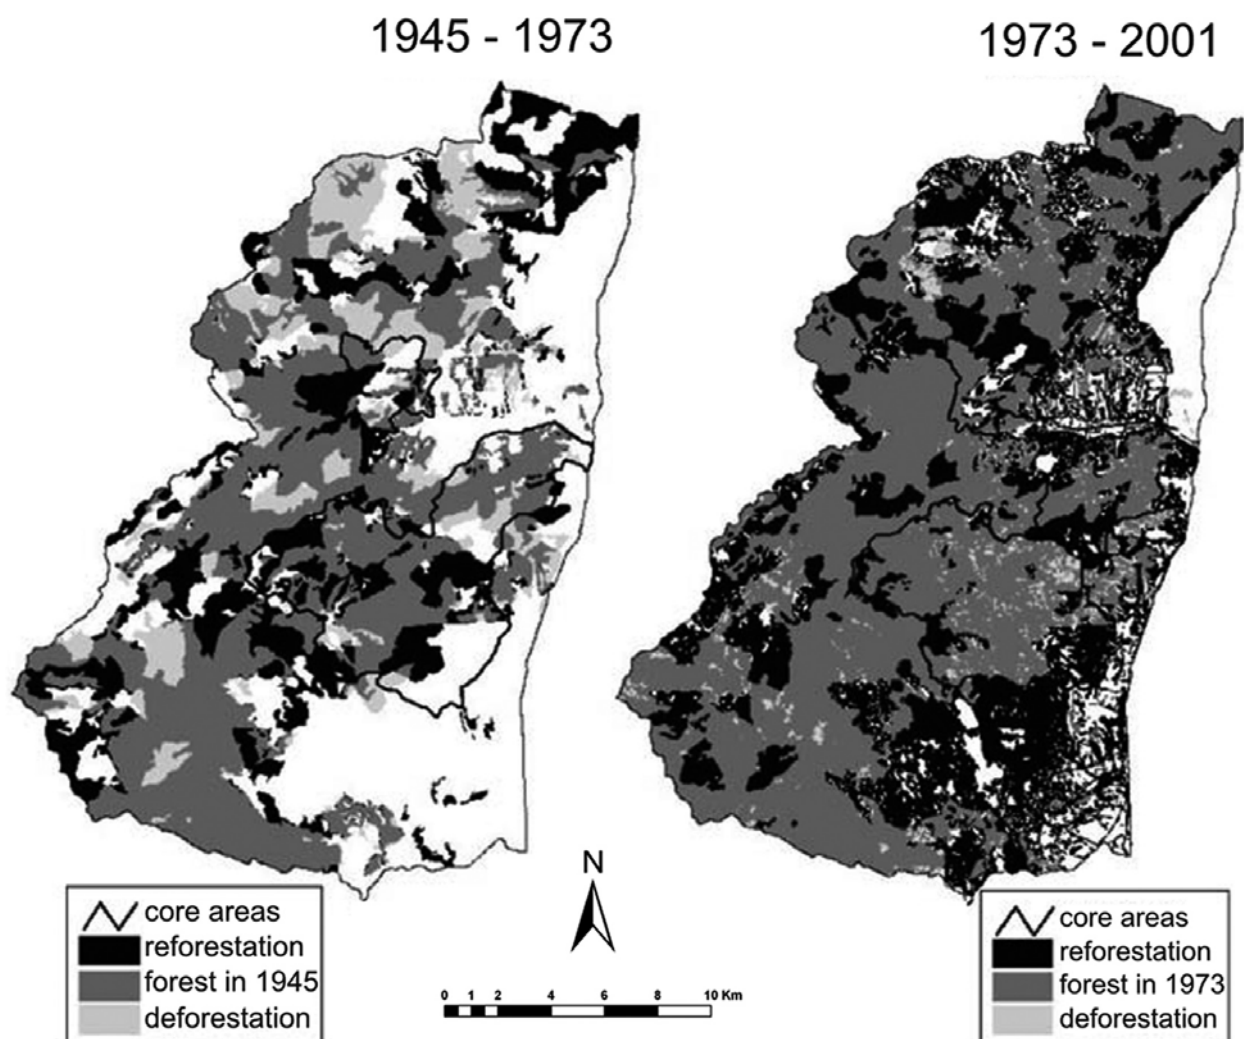 1945 - 1973
1973 - 2001
N
core areas
reforestation
forest in 1945
deforestation
0 1 2 4 6 8 10 Km
core areas
reforestation
forest in 1973
deforestation